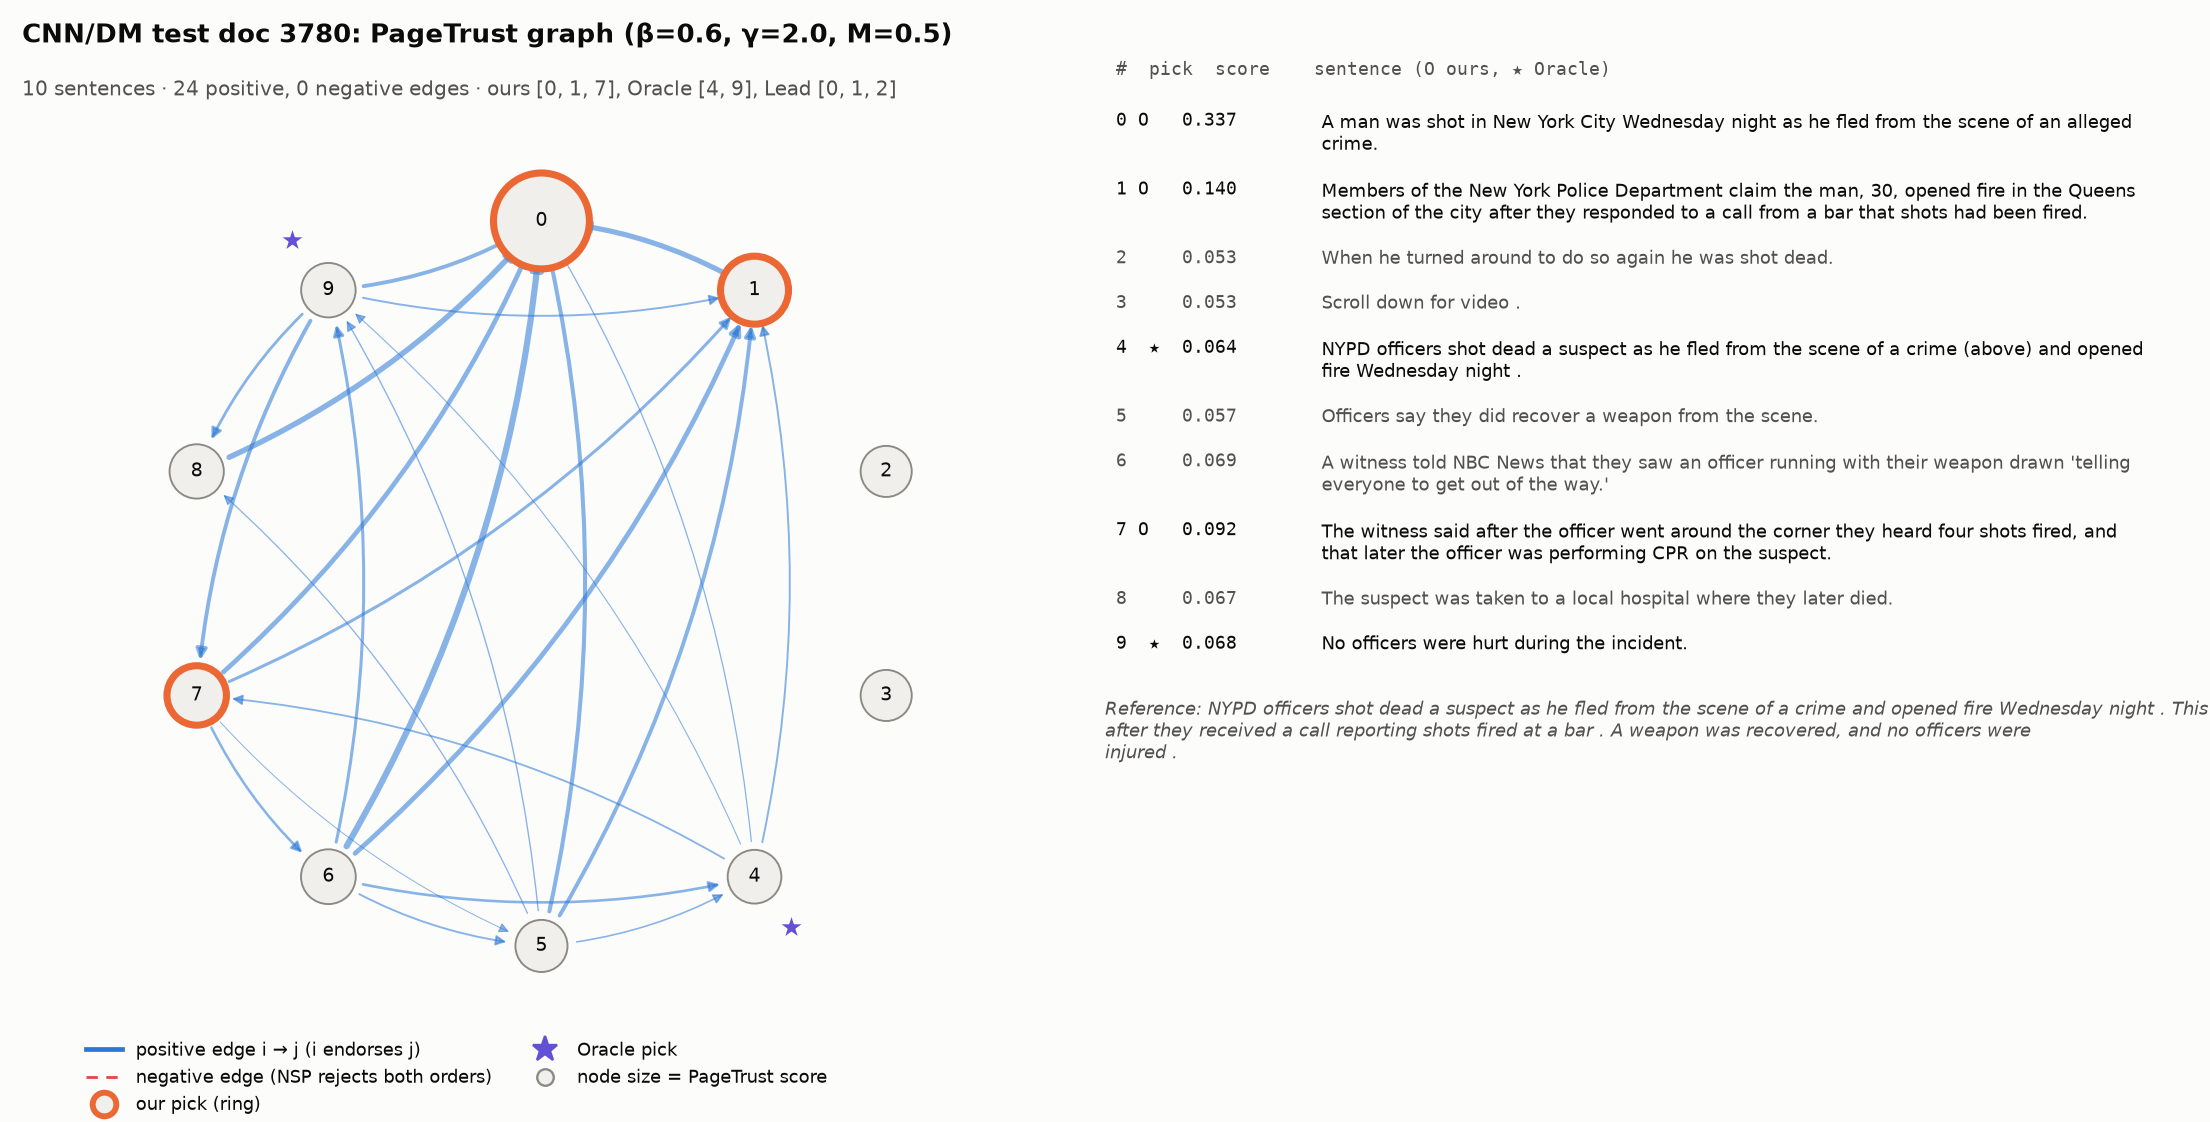 CNN/DM test doc 3780: PageTrust graph (β=0.6, γ=2.0, M=0.5)
10 sentences · 24 positive, 0 negative edges · ours [0, 1, 7], Oracle [4, 9], Lead [0, 1, 2]
0
9
1
8
2
7
3
6
4
5
positive edge i → j (i endorses j)
negative edge (NSP rejects both orders)
our pick (ring)
Oracle pick
node size = PageTrust score
# pick score sentence (O ours, ★ Oracle)
0 O 0.337 A man was shot in New York City Wednesday night as he fled from the scene of an alleged
crime.
1 O 0.140 Members of the New York Police Department claim the man, 30, opened fire in the Queens
section of the city after they responded to a call from a bar that shots had been fired.
2 0.053 When he turned around to do so again he was shot dead.
3 0.053 Scroll down for video .
4 ★ 0.064 NYPD officers shot dead a suspect as he fled from the scene of a crime (above) and opened
fire Wednesday night .
5 0.057 Officers say they did recover a weapon from the scene.
6 0.069 A witness told NBC News that they saw an officer running with their weapon drawn 'telling
everyone to get out of the way.'
7 O 0.092 The witness said after the officer went around the corner they heard four shots fired, and
that later the officer was performing CPR on the suspect.
8 0.067 The suspect was taken to a local hospital where they later died.
9 ★ 0.068 No officers were hurt during the incident.
Reference: NYPD officers shot dead a suspect as he fled from the scene of a crime and opened fire Wednesday night . This
after they received a call reporting shots fired at a bar . A weapon was recovered, and no officers were
injured .